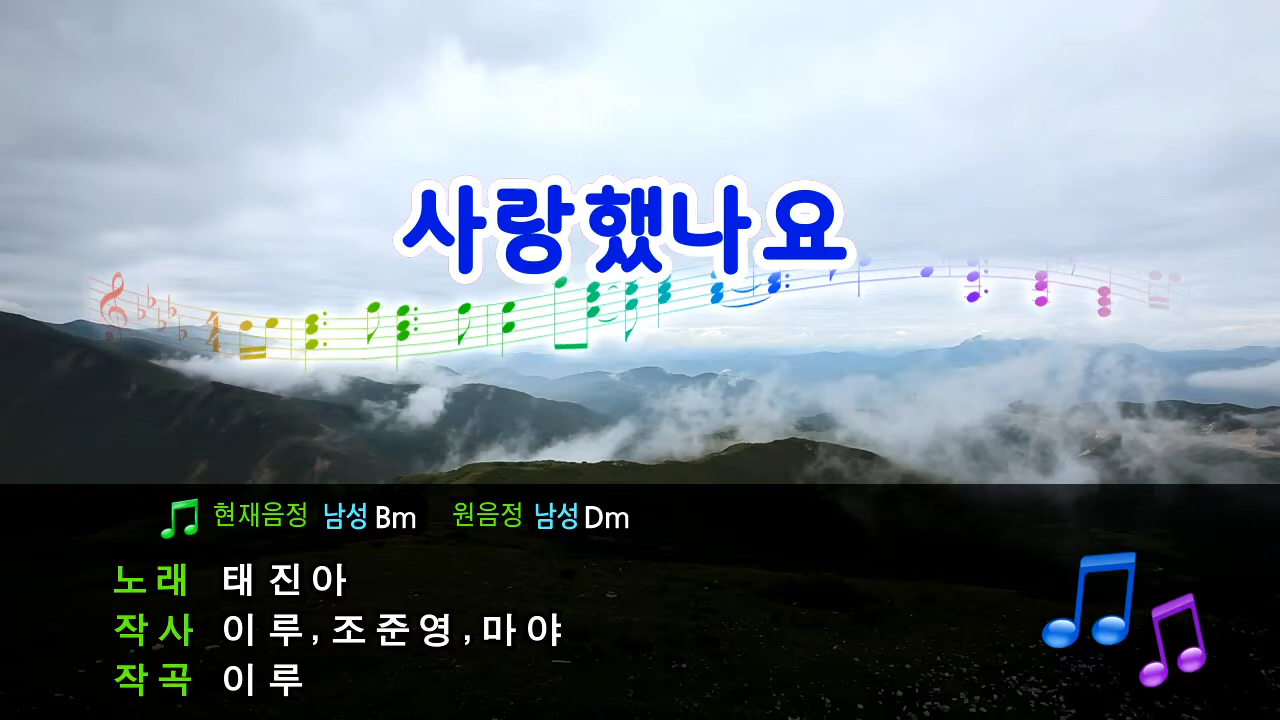 사랑했나요
현재음정 남성 Bm 원음정 남성 Dm
노래 태진아
작사 이루, 조준영, 마야
작곡 이루